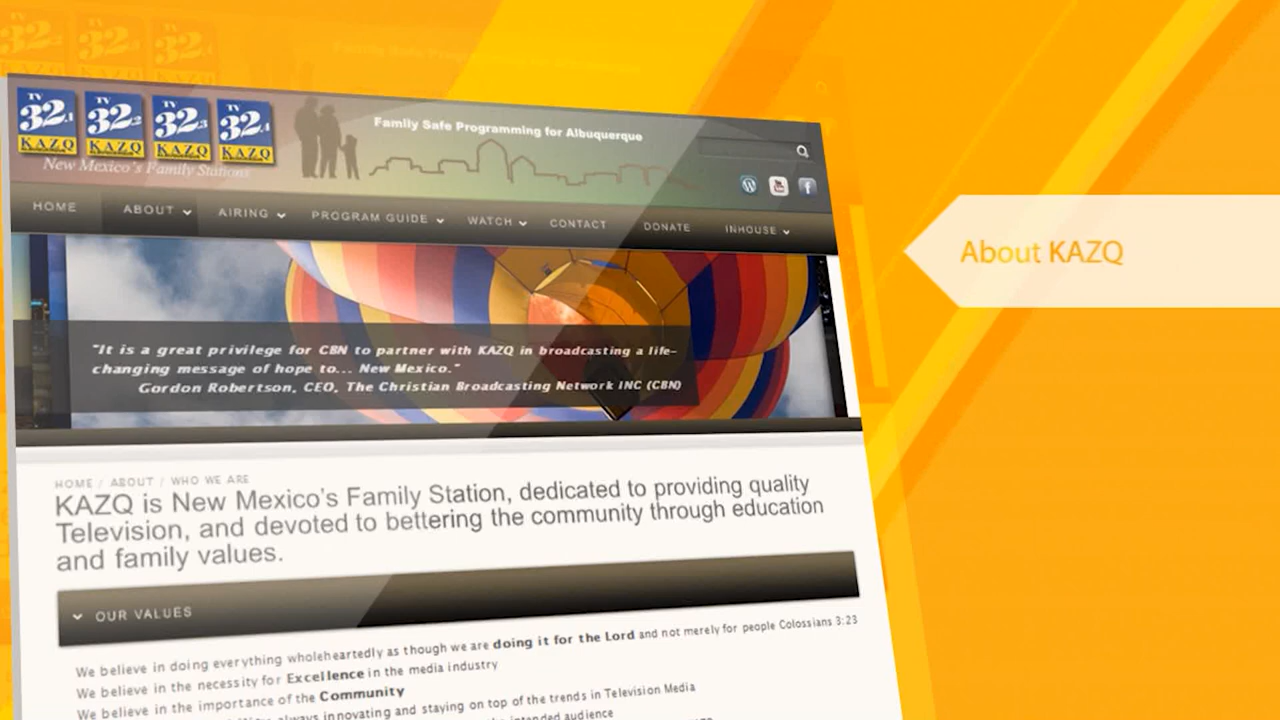 TV TV TV TV
32.1 32.2 32.3 32.4
KAZQ KAZQ KAZQ KAZQ
New Mexico's Family Stations
Family Safe Programming for Albuquerque
HOME ABOUT AIRING PROGRAM GUIDE WATCH CONTACT DONATE INHOUSE
About KAZQ
"It is a great privilege for CBN to partner with KAZQ in broadcasting a life-
changing message of hope to... New Mexico."
Gordon Robertson, CEO, The Christian Broadcasting Network INC (CBN)
HOME / ABOUT / WHO WE ARE
KAZQ is New Mexico's Family Station, dedicated to providing quality
Television, and devoted to bettering the community through education
and family values.
OUR VALUES
We believe in doing everything wholeheartedly as though we are doing it for the Lord and not merely for people Colossians 3:23
We believe in the necessity for Excellence in the media industry
We believe in the importance of the Community
always innovating and staying on top of the trends in Television Media
intended audience